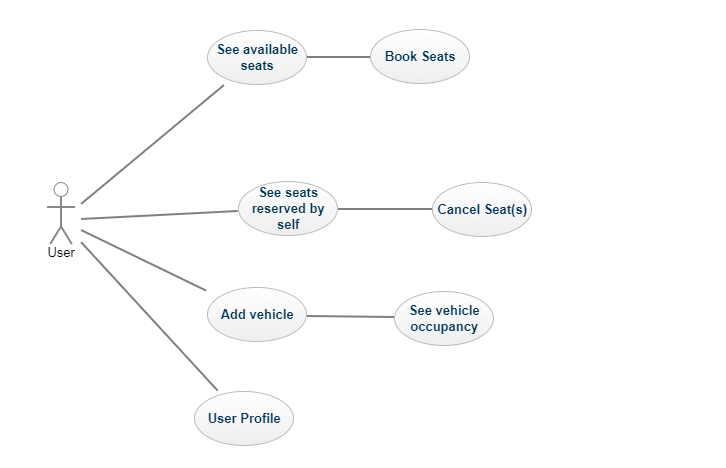 See available
seats
Book Seats
See seats
reserved by
self
Cancel Seat(s)
User
Add vehicle
See vehicle
occupancy
User Profile